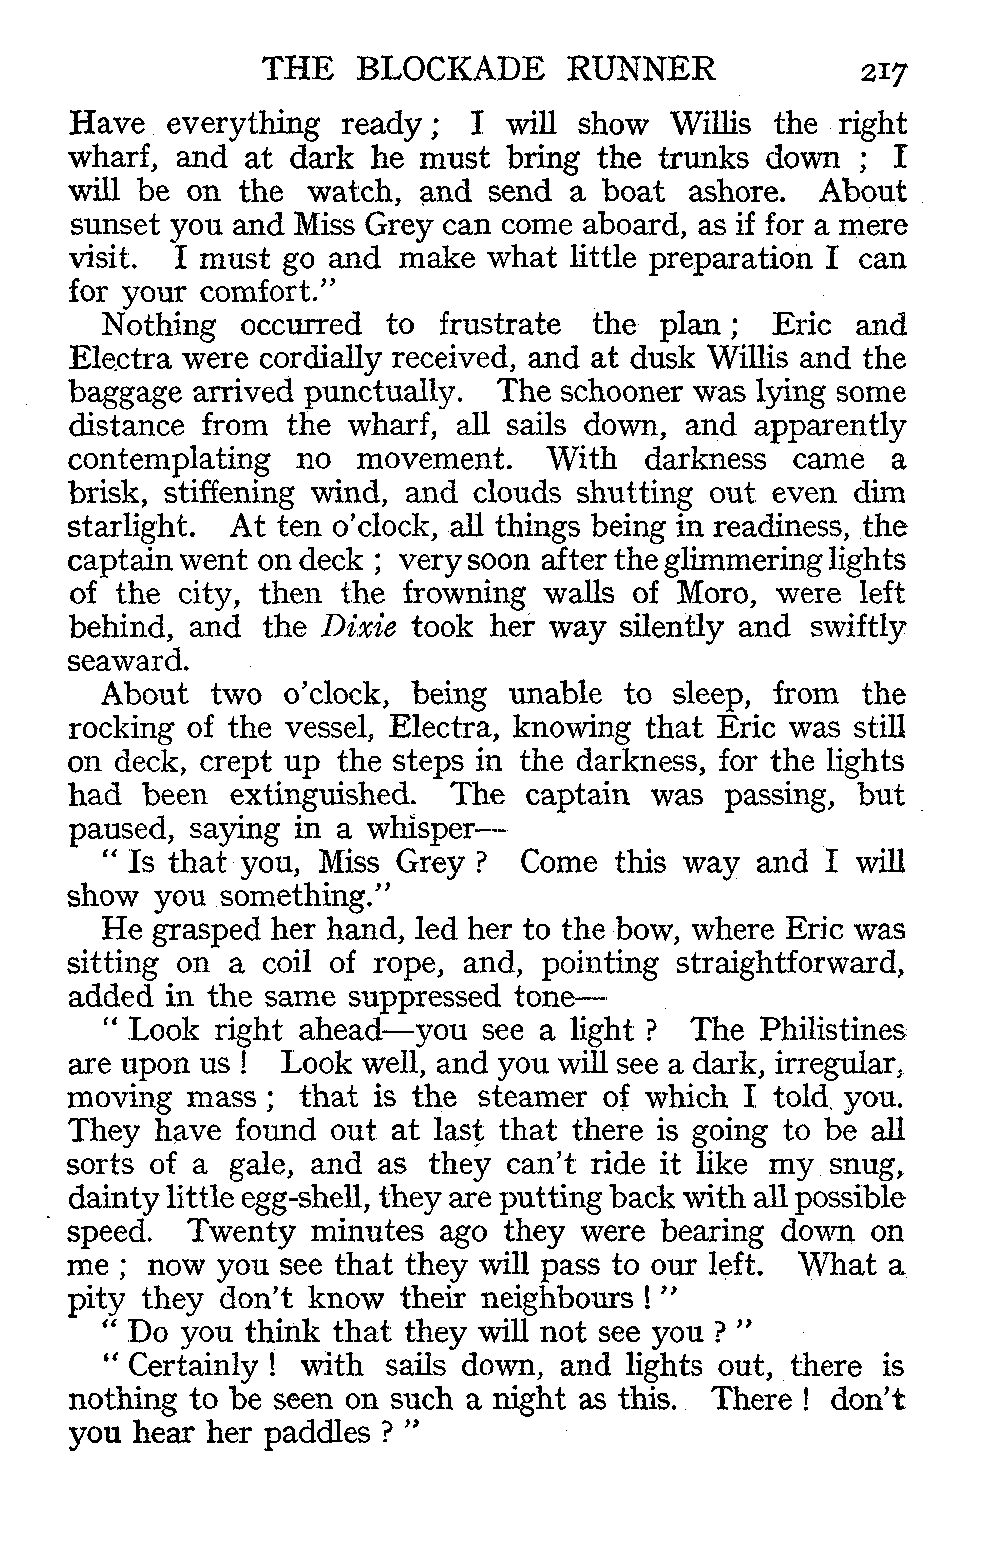 THE BLOCKADE RUNNER 217
Have everything ready ; I will show Willis the right
wharf, and at dark he must bring the trunks down ; I
will be on the watch, and send a boat ashore. About
sunset you and Miss Grey can come aboard, as if for a mere
visit. I must go and make what little preparation I can
for your comfort.”
Nothing occurred to frustrate the plan ; Eric and
Electra were cordially received, and at dusk Willis and the
baggage arrived punctually. The schooner was lying some
distance from the wharf, all sails down, and apparently
contemplating no movement. With darkness came a
brisk, stiffening wind, and clouds shutting out even dim
starlight. At ten o’clock, all things being in readiness, the
captain went on deck ; very soon after the glimmering lights
of the city, then the frowning walls of Moro, were left
behind, and the Dixie took her way silently and swiftly
seaward.
About two o’clock, being unable to sleep, from the
rocking of the vessel, Electra, knowing that Eric was still
on deck, crept up the steps in the darkness, for the lights
had been extinguished. The captain was passing, but
paused, saying in a whisper—
“ Is that you, Miss Grey ? Come this way and I will
show you something.”
He grasped her hand, led her to the bow, where Eric was
sitting on a coil of rope, and, pointing straightforward,
added in the same suppressed tone—
“ Look right ahead—you see a light ? The Philistines
are upon us ! Look well, and you will see a dark, irregular,
moving mass ; that is the steamer of which I told you.
They have found out at last that there is going to be all
sorts of a gale, and as they can’t ride it like my snug,
dainty little egg-shell, they are putting back with all possible
speed. Twenty minutes ago they were bearing down on
me ; now you see that they will pass to our left. What a
pity they don’t know their neighbours ! ”
“ Do you think that they will not see you ? ”
“ Certainly ! with sails down, and lights out, there is
nothing to be seen on such a night as this. There ! don’t
you hear her paddles ? ”